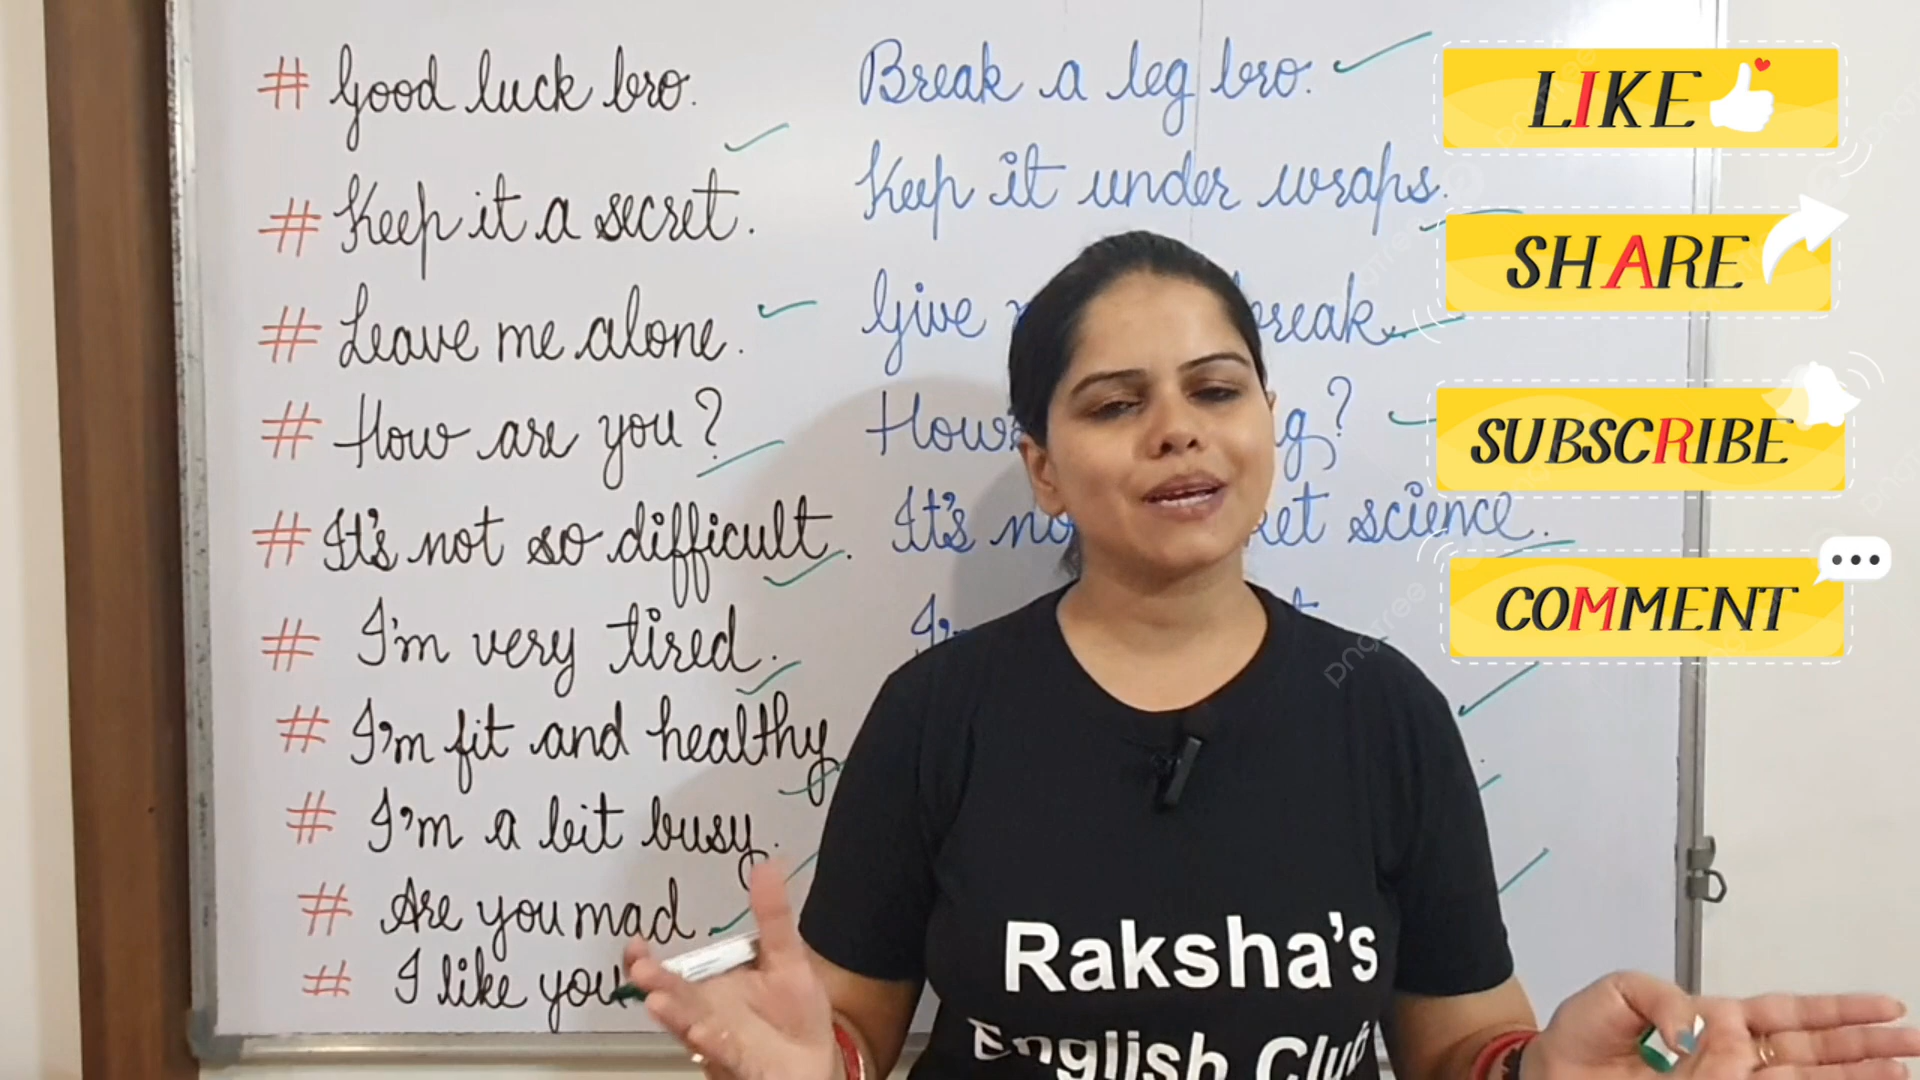 # Good luck bro. Break a leg bro.
# Keep it a secret. Keep it under wraps.
# Leave me alone. Give break.
# How are you? How's
# It's not so difficult. It's science.
# I'm very tired. I'm
# I'm fit and healthy
# I'm a bit busy.
# Are you mad
# I like you
LIKE
SHARE
SUBSCRIBE
COMMENT
Raksha's
English Club
pngtree